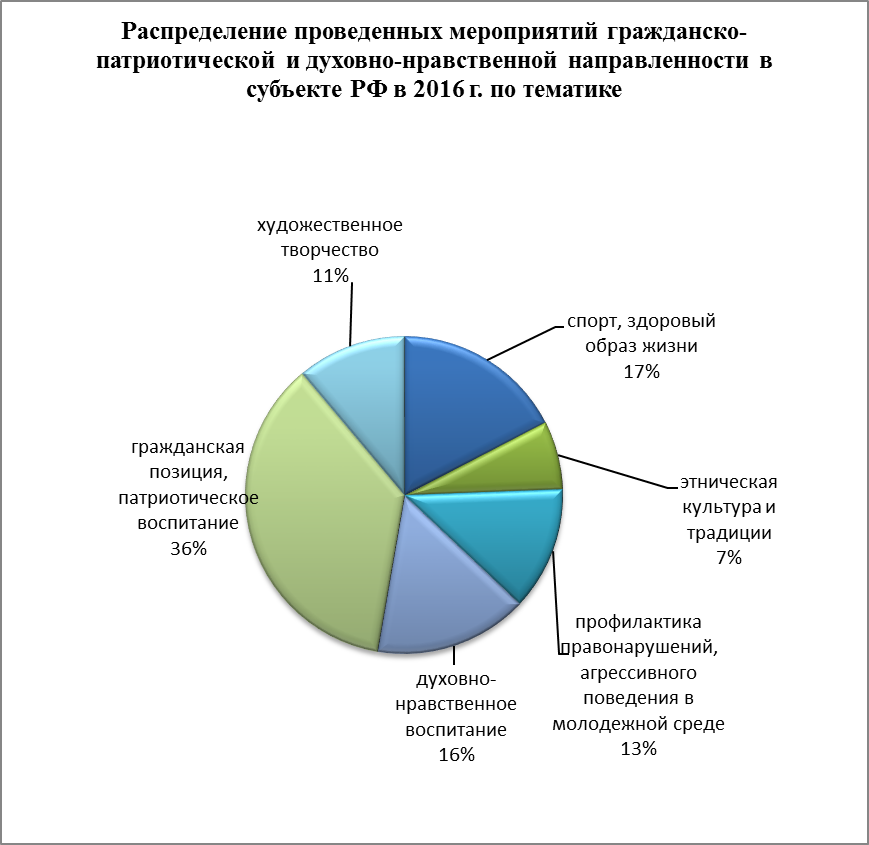 Распределение проведенных мероприятий гражданско-
патриотической и духовно-нравственной направленности в
субъекте РФ в 2016 г. по тематике
художественное
творчество
11%
спорт, здоровый
образ жизни
17%
гражданская
позиция,
патриотическое
воспитание
36%
этническая
культура и
традиции
7%
профилактика
правонарушений,
агрессивного
поведения в
молодежной среде
13%
духовно-
нравственное
воспитание
16%